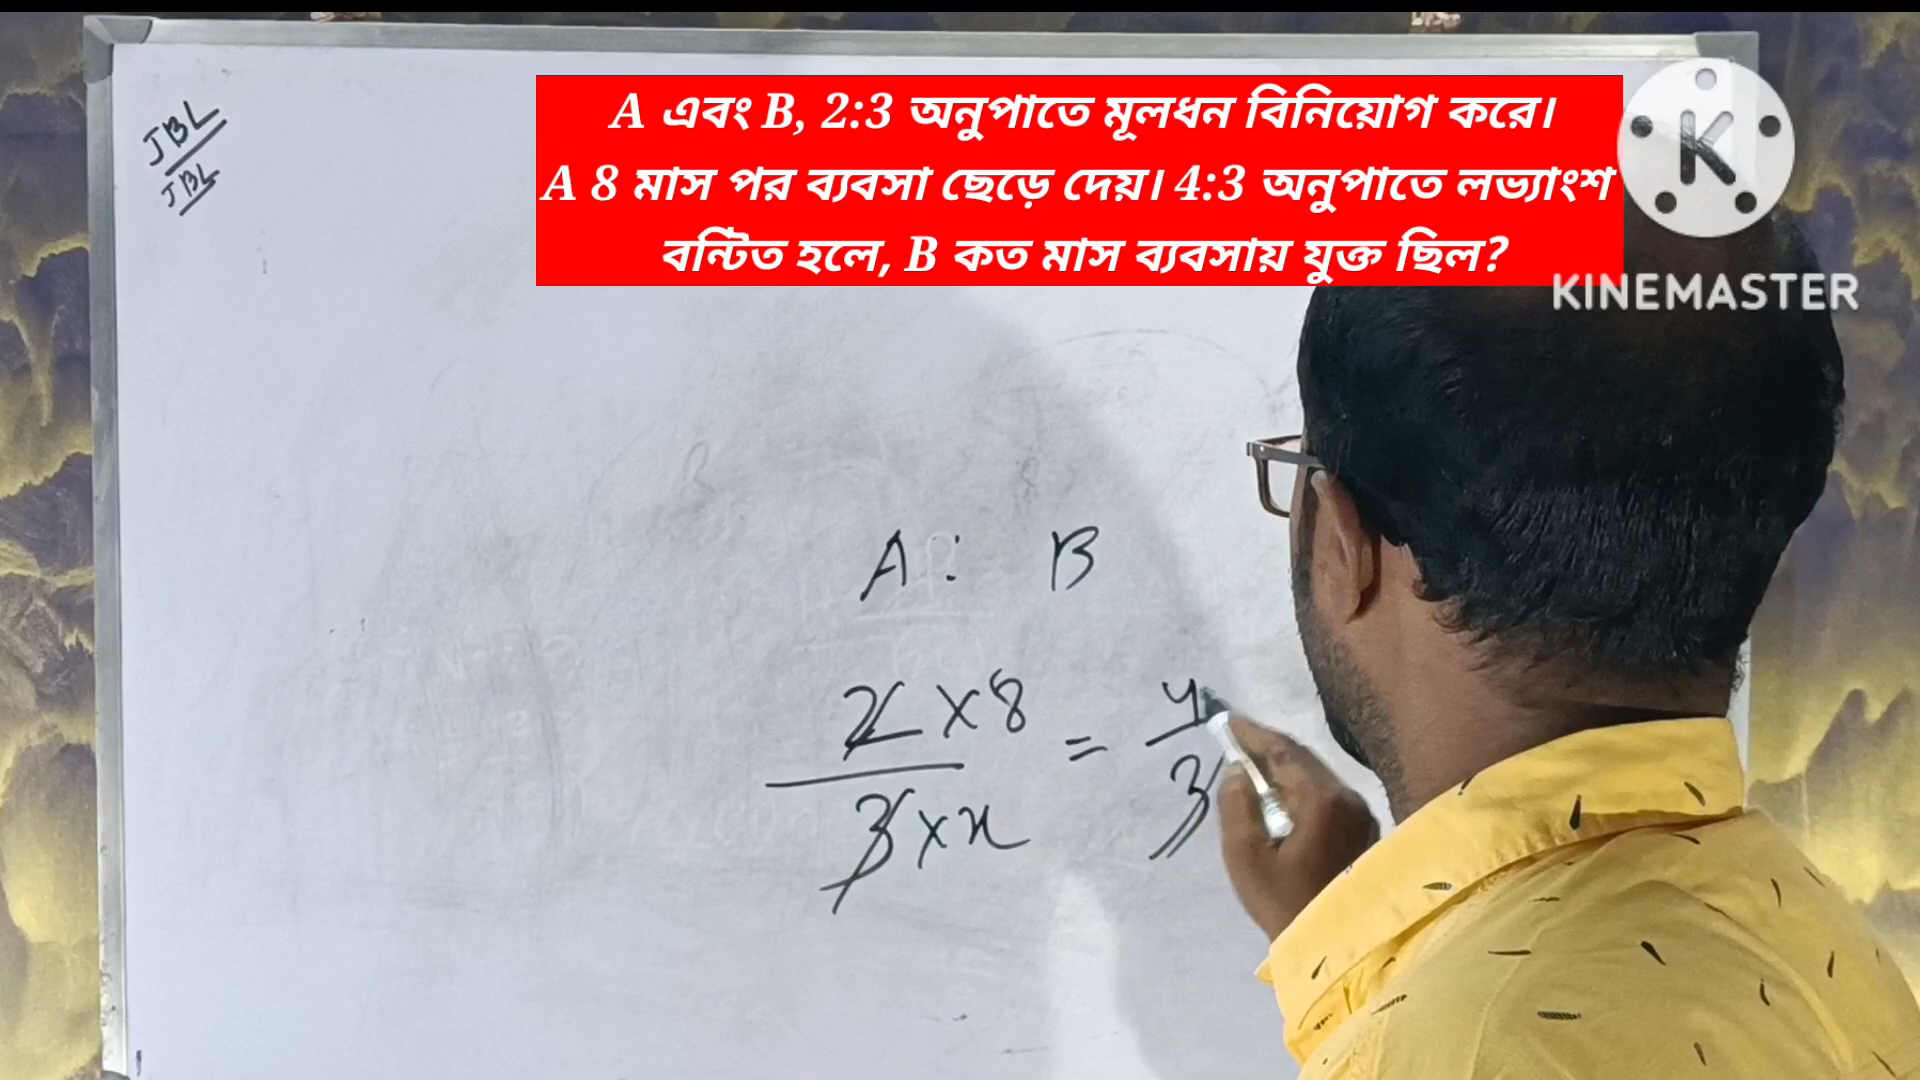 A এবং B, 2:3 অনুপাতে মূলধন বিনিয়োগ করে।
A 8 মাস পর ব্যবসা ছেড়ে দেয়। 4:3 অনুপাতে লভ্যাংশ
বন্টিত হলে, B কত মাস ব্যবসায় যুক্ত ছিল?
KINEMASTER
JBL
JBL
A : B
2 x 8 = 4
3 x x 3